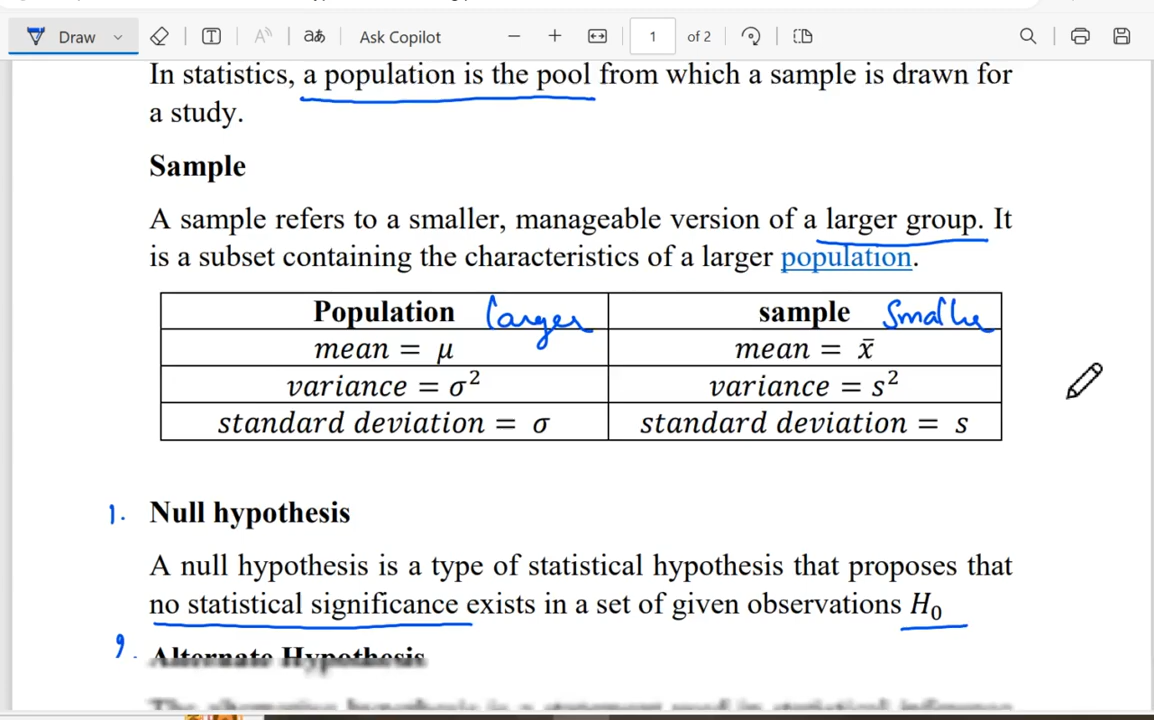 Draw
Ask Copilot
1 of 2
In statistics, a population is the pool from which a sample is drawn for
a study.
Sample
A sample refers to a smaller, manageable version of a larger group. It
is a subset containing the characteristics of a larger population.
Population Larger sample Smaller
mean = μ mean = x̄
variance = σ² variance = s²
standard deviation = σ standard deviation = s
1. Null hypothesis
A null hypothesis is a type of statistical hypothesis that proposes that
no statistical significance exists in a set of given observations H₀
Alternate Hypothesis